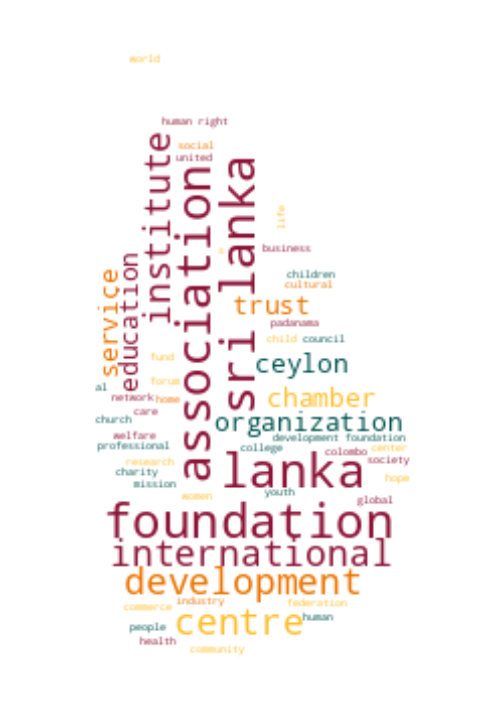 world
human right
institute
social
united
association
sri lanka
life
business
education
service
children
cultural
trust
padanama
child
council
fund
ceylon
forum
al
network
home
chamber
care
church
organization
welfare
development foundation
professional
college
colombo
center
research
society
charity
lanka
mission
hope
women
youth
global
foundation
international
development
industry
federation
commerce
centre
human
people
health
community